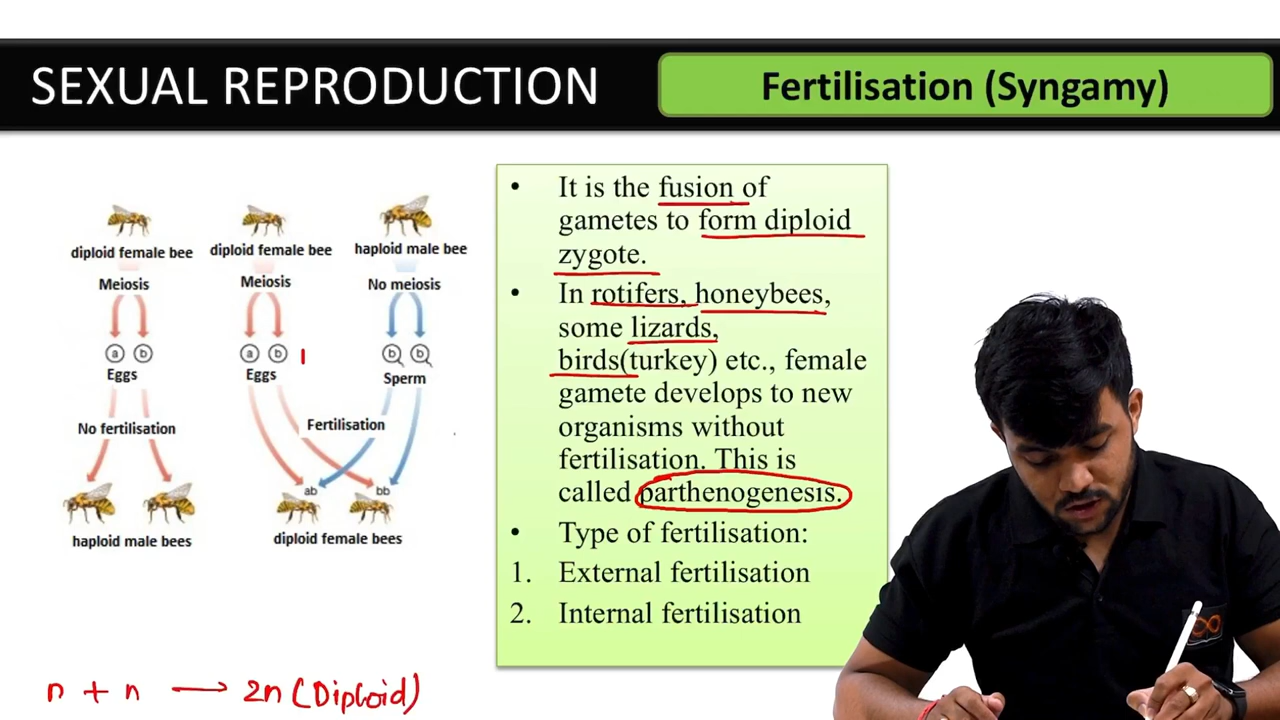 SEXUAL REPRODUCTION
Fertilisation (Syngamy)
diploid female bee
diploid female bee
haploid male bee
Meiosis
Meiosis
No meiosis
a b
a b
b b
Eggs
Eggs
Sperm
No fertilisation
Fertilisation
ab
bb
haploid male bees
diploid female bees
• It is the fusion of
gametes to form diploid
zygote.
• In rotifers, honeybees,
some lizards,
birds(turkey) etc., female
gamete develops to new
organisms without
fertilisation. This is
called parthenogenesis.
• Type of fertilisation:
1. External fertilisation
2. Internal fertilisation
n + n → 2n (Diploid)